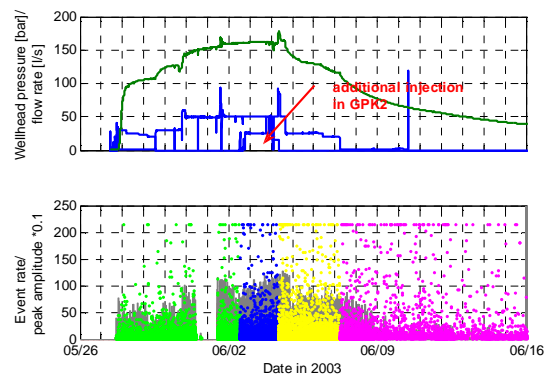 Wellhead pressure [bar]/
flow rate [l/s]
200
150
100
50
0
additional injection
in GPK2
Event rate/
peak amplitude *0.1
250
200
150
100
50
0
05/26
06/02
06/09
06/16
Date in 2003